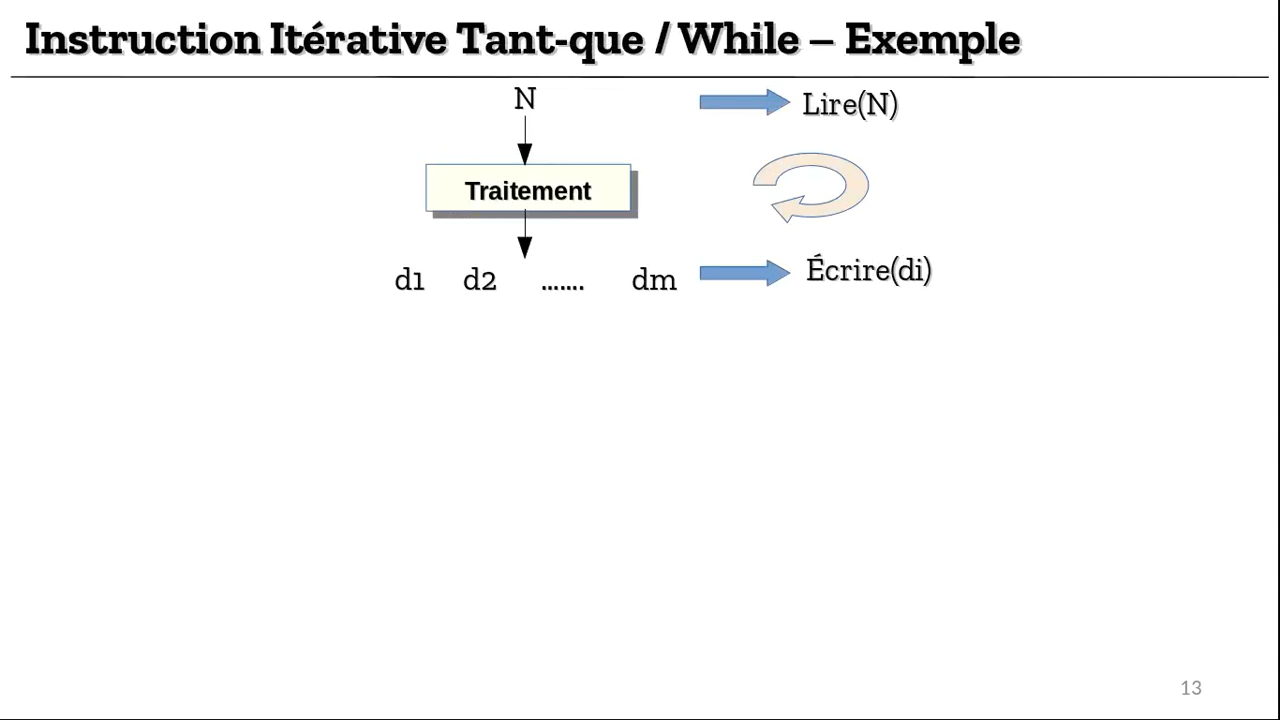 Instruction Itérative Tant-que / While – Exemple
N
Lire(N)
Traitement
d1 d2 ....... dm
Écrire(di)
13